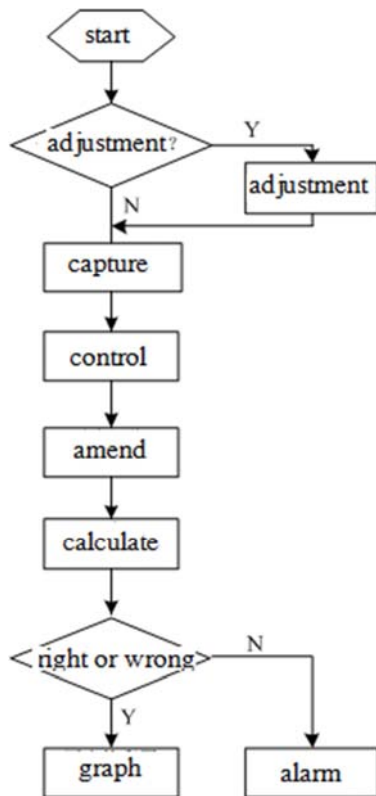 start
adjustment?
Y
adjustment
N
capture
control
amend
calculate
right or wrong
N
Y
graph
alarm